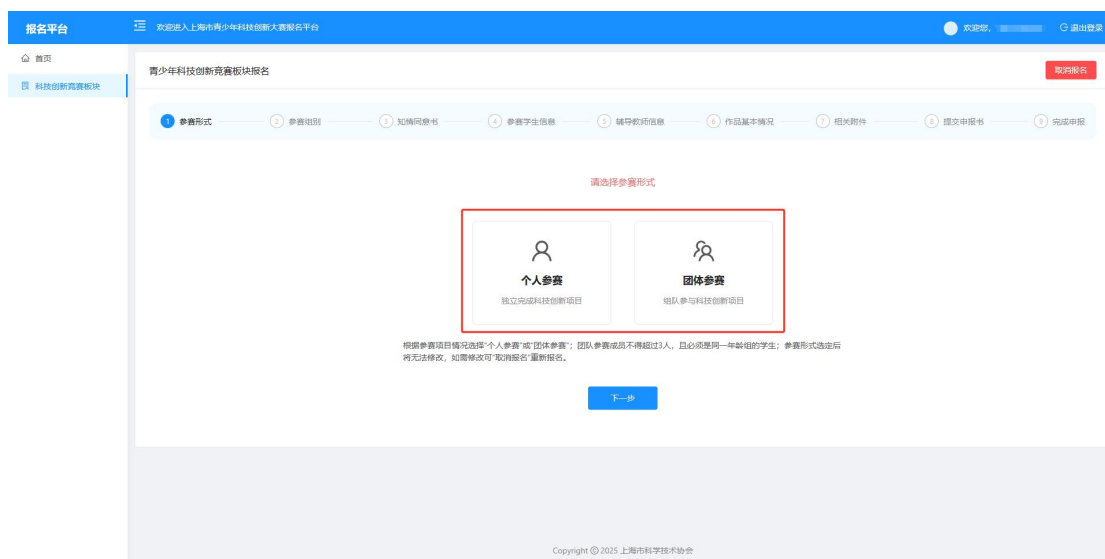 报名平台
欢迎进入上海市青少年科技创新大赛报名平台
欢迎您,
退出登录
首页
科技创新竞赛板块
青少年科技创新竞赛板块报名
取消报名
1 参赛形式
2 参赛组别
3 知情同意书
4 参赛学生信息
5 辅导教师信息
6 作品基本情况
7 相关附件
8 提交申报书
9 完成申报
请选择参赛形式
个人参赛
独立完成科技创新项目
团体参赛
组队参与科技创新项目
根据参赛项目情况选择"个人参赛"或"团体参赛"；团队参赛成员不得超过3人，且必须是同一年龄组的学生；参赛形式选定后
将无法修改，如需修改可"取消报名"重新报名。
下一步
Copyright © 2025 上海市科学技术协会